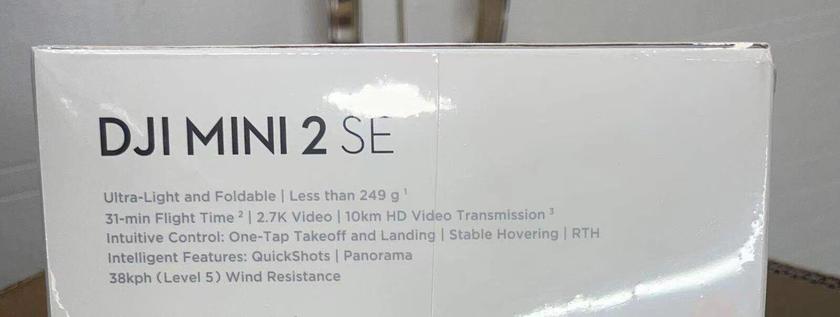 DJI MINI 2 SE
Ultra-Light and Foldable | Less than 249 g ¹
31-min Flight Time ² | 2.7K Video | 10km HD Video Transmission ³
Intuitive Control: One-Tap Takeoff and Landing | Stable Hovering | RTH
Intelligent Features: QuickShots | Panorama
38kph (Level 5) Wind Resistance